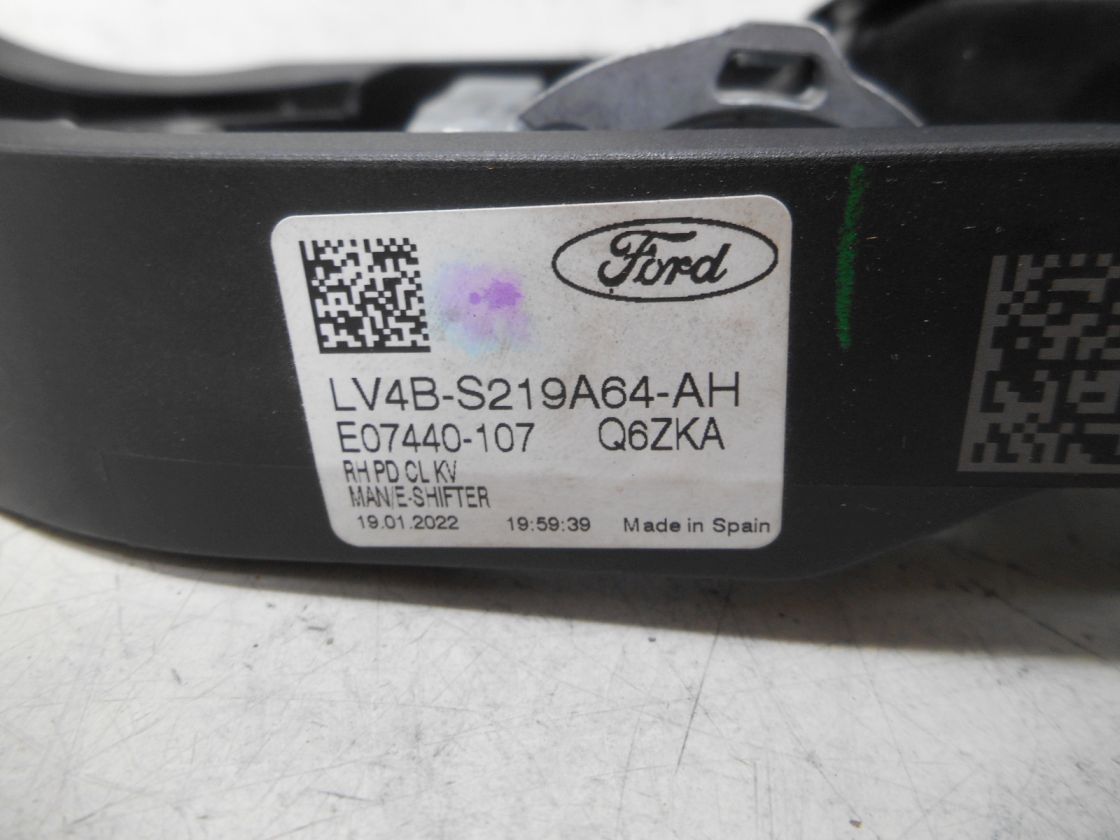 Ford
LV4B-S219A64-AH
E07440-107 Q6ZKA
RH PD CL KV
MAN/E-SHIFTER
19.01.2022 19:59:39 Made in Spain